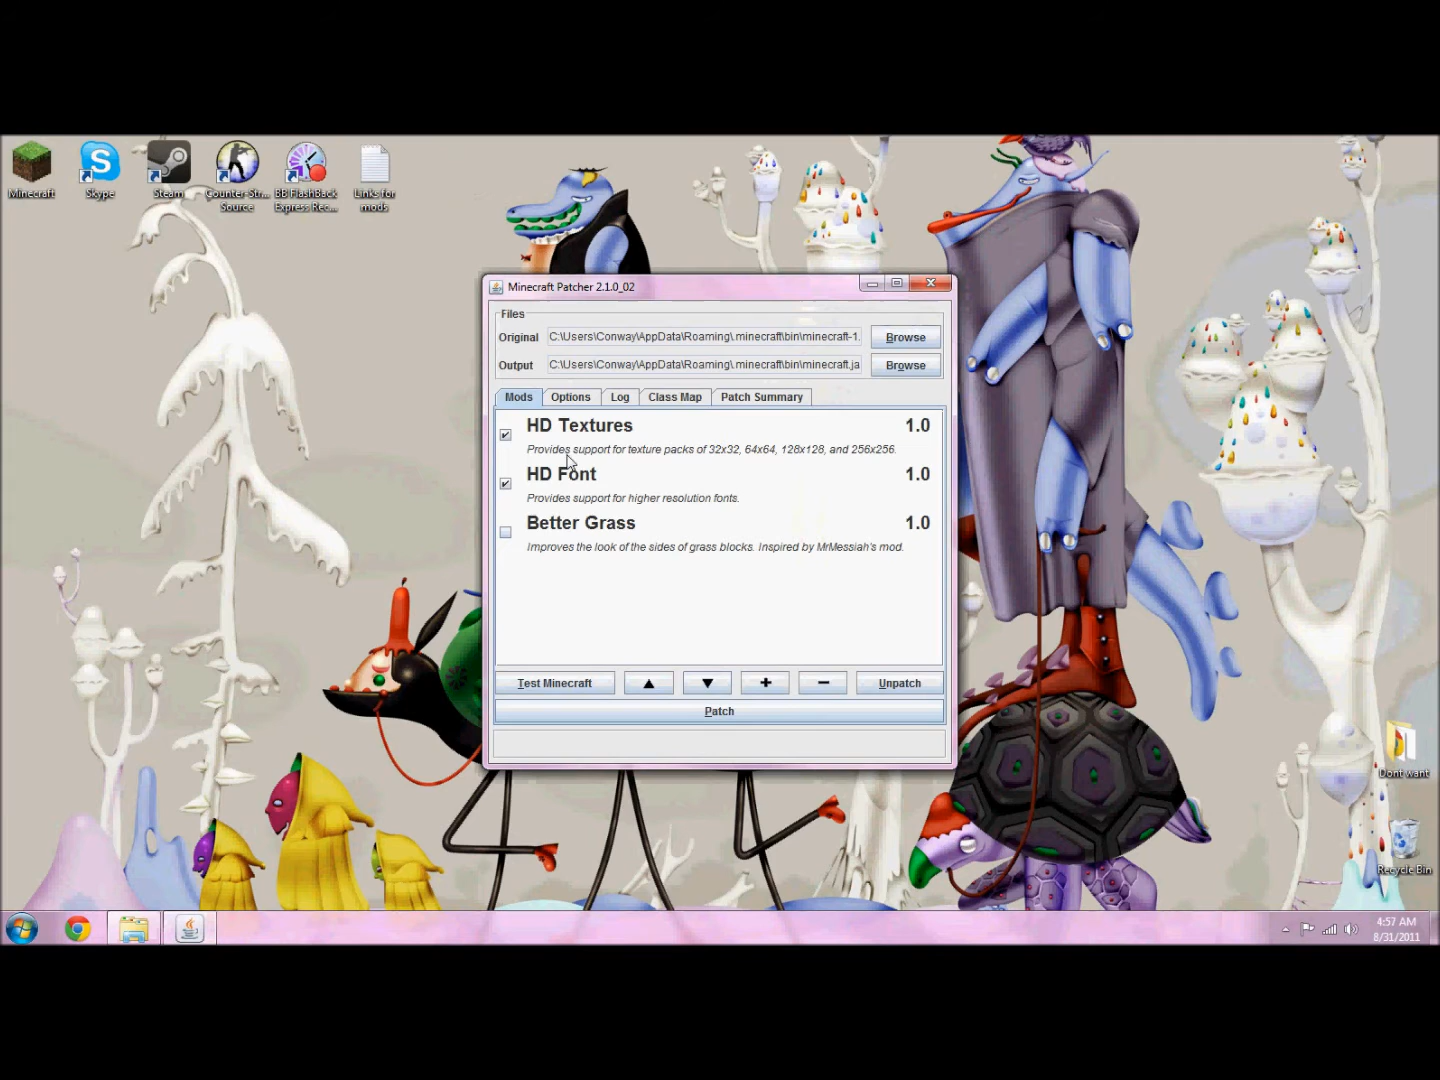 Minecraft
Skype
Steam
Counter-Str...
Source
BB FlashBack
Express Rec...
Links for
mods
Minecraft Patcher 2.1.0_02
Files
Original C:\Users\Conway\AppData\Roaming\.minecraft\bin\minecraft-1. Browse
Output C:\Users\Conway\AppData\Roaming\.minecraft\bin\minecraft.ja Browse
Mods Options Log Class Map Patch Summary
HD Textures 1.0
Provides support for texture packs of 32x32, 64x64, 128x128, and 256x256.
HD Font 1.0
Provides support for higher resolution fonts.
Better Grass 1.0
Improves the look of the sides of grass blocks. Inspired by MrMessiah's mod.
Test Minecraft Unpatch
Patch
Dont want
Recycle Bin
4:57 AM
8/31/2011